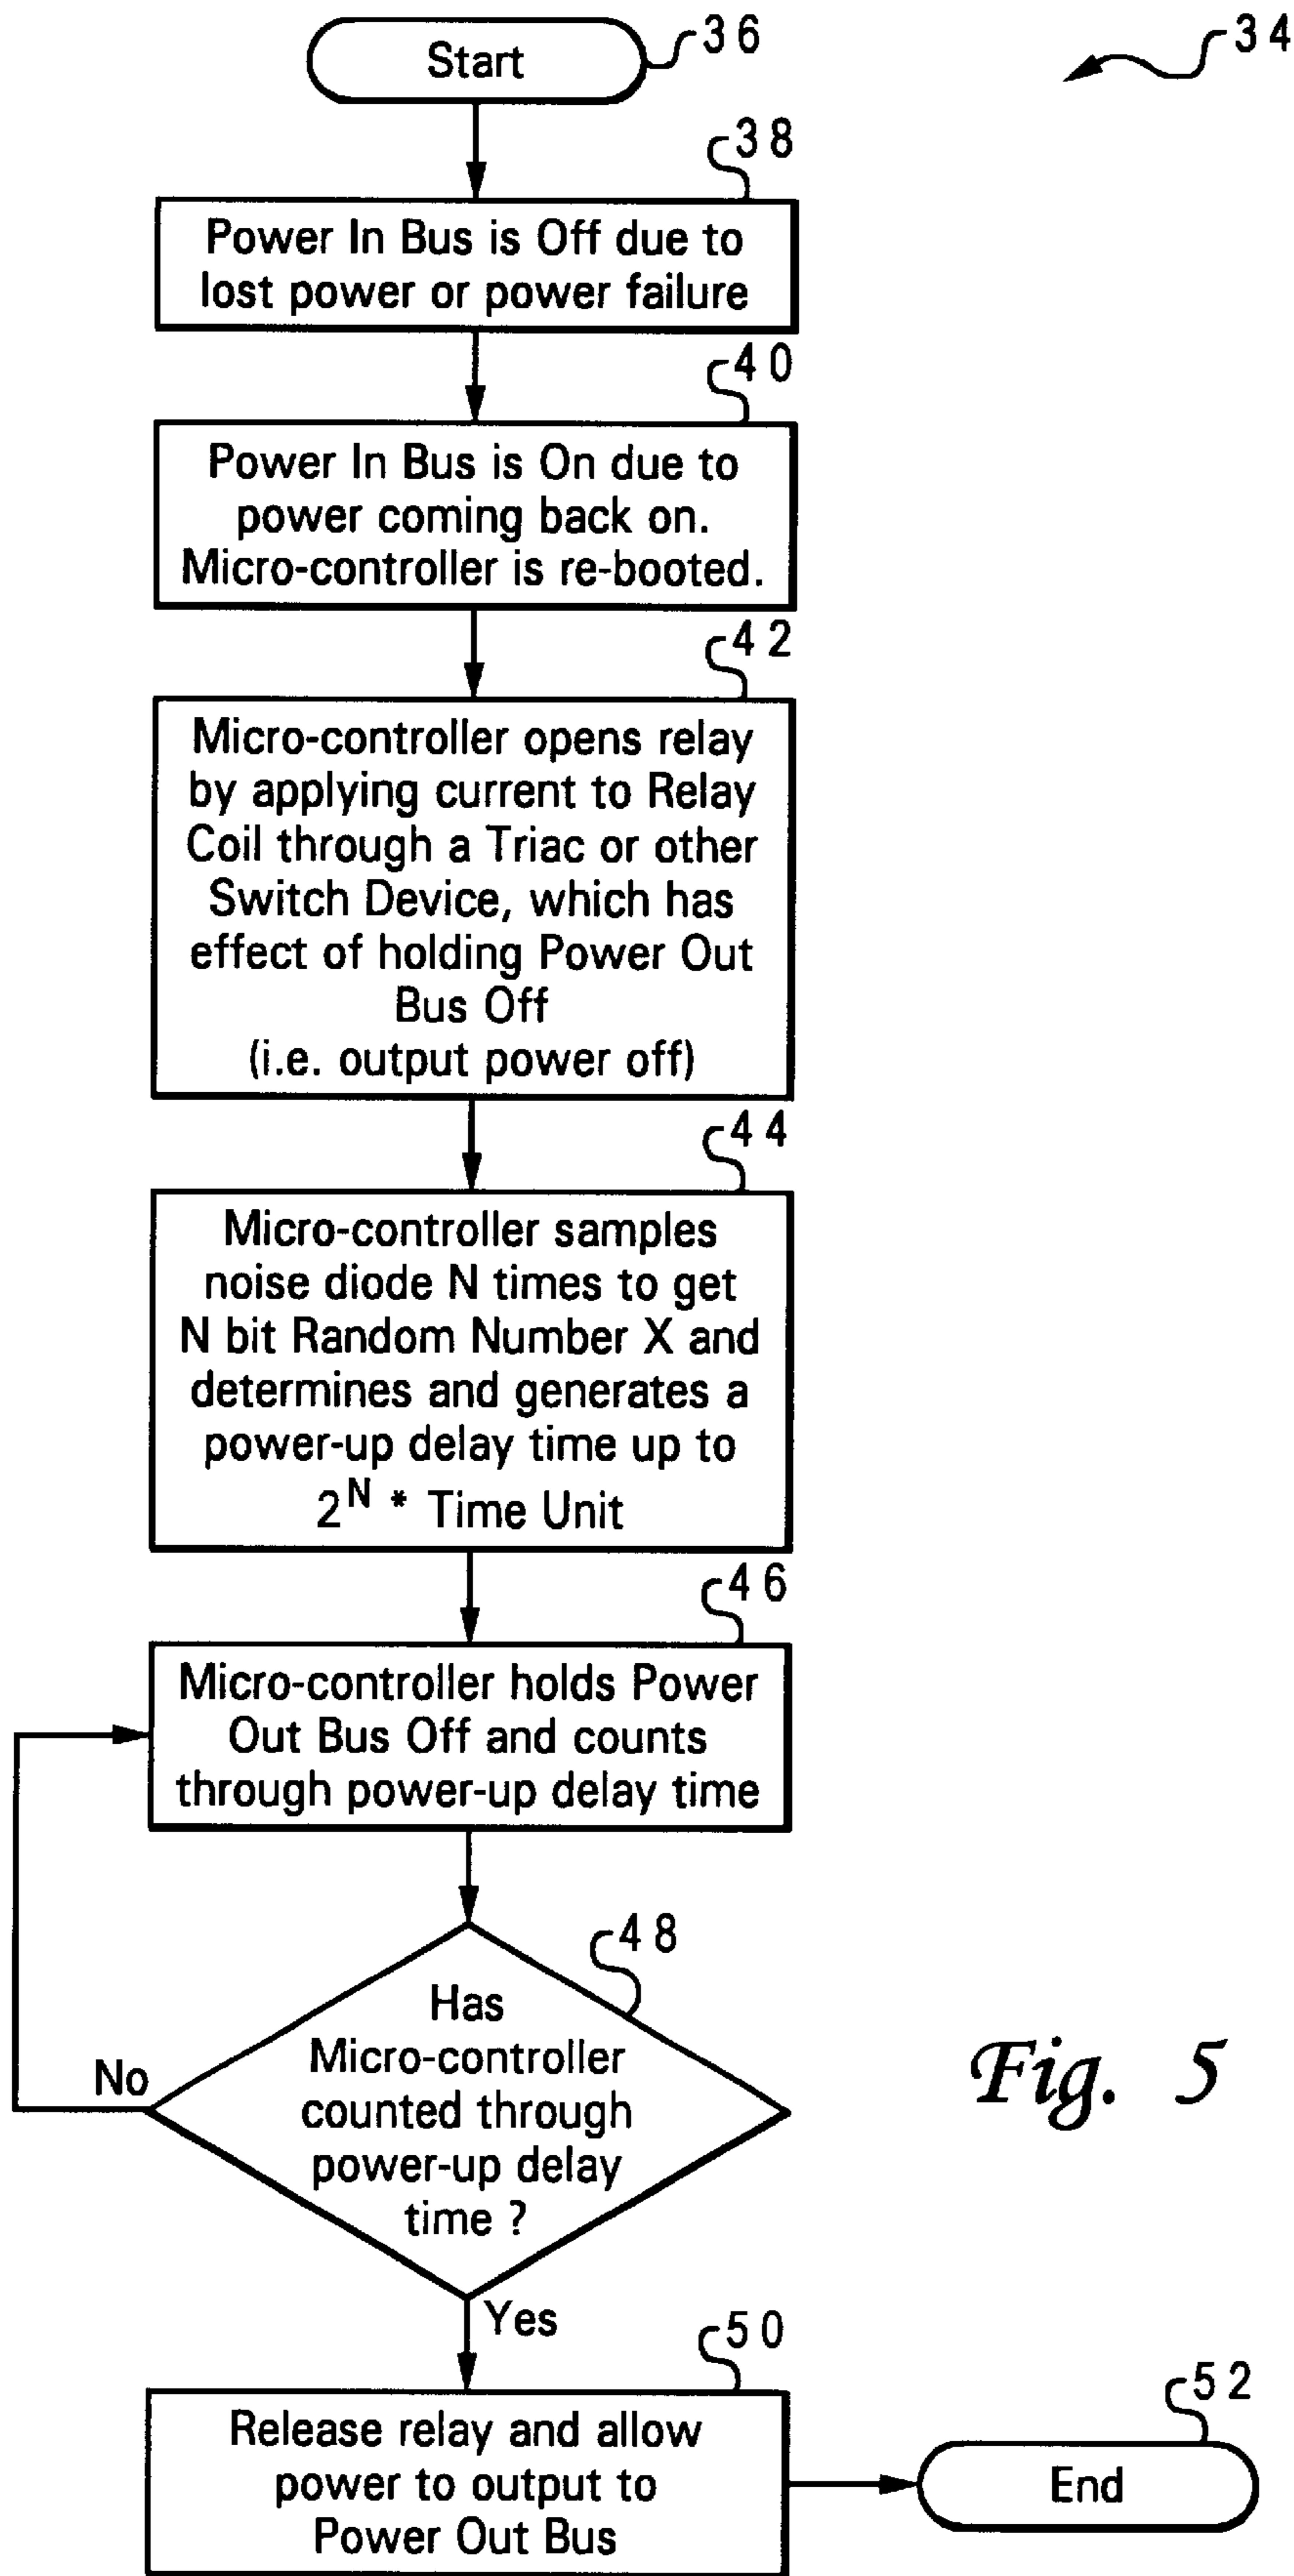 Start
36
34
38
Power In Bus is Off due to
lost power or power failure
40
Power In Bus is On due to
power coming back on.
Micro-controller is re-booted.
42
Micro-controller opens relay
by applying current to Relay
Coil through a Triac or other
Switch Device, which has
effect of holding Power Out
Bus Off
(i.e. output power off)
44
Micro-controller samples
noise diode N times to get
N bit Random Number X and
determines and generates a
power-up delay time up to
2^N * Time Unit
46
Micro-controller holds Power
Out Bus Off and counts
through power-up delay time
48
Has
Micro-controller
counted through
power-up delay
time ?
No
Fig. 5
Yes
50
Release relay and allow
power to output to
Power Out Bus
52
End